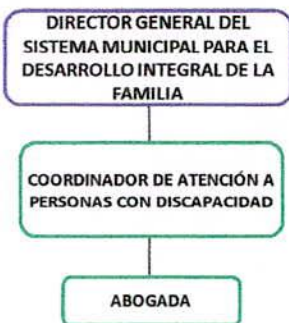 DIRECTOR GENERAL DEL
SISTEMA MUNICIPAL PARA EL
DESARROLLO INTEGRAL DE LA
FAMILIA
COORDINADOR DE ATENCIÓN A
PERSONAS CON DISCAPACIDAD
ABOGADA